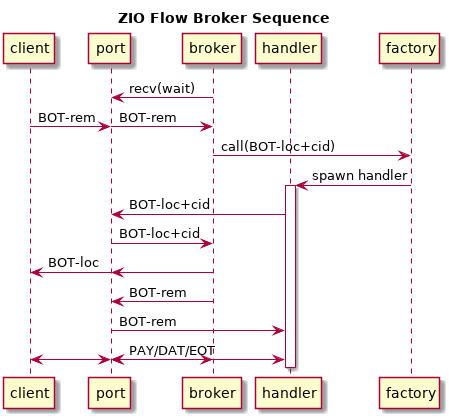 ZIO Flow Broker Sequence
client port broker handler factory
recv(wait)
BOT-rem BOT-rem
call(BOT-loc+cid)
spawn handler
BOT-loc+cid
BOT-loc+cid
BOT-loc
BOT-rem
BOT-rem
PAY/DAT/EOT
client port broker handler factory